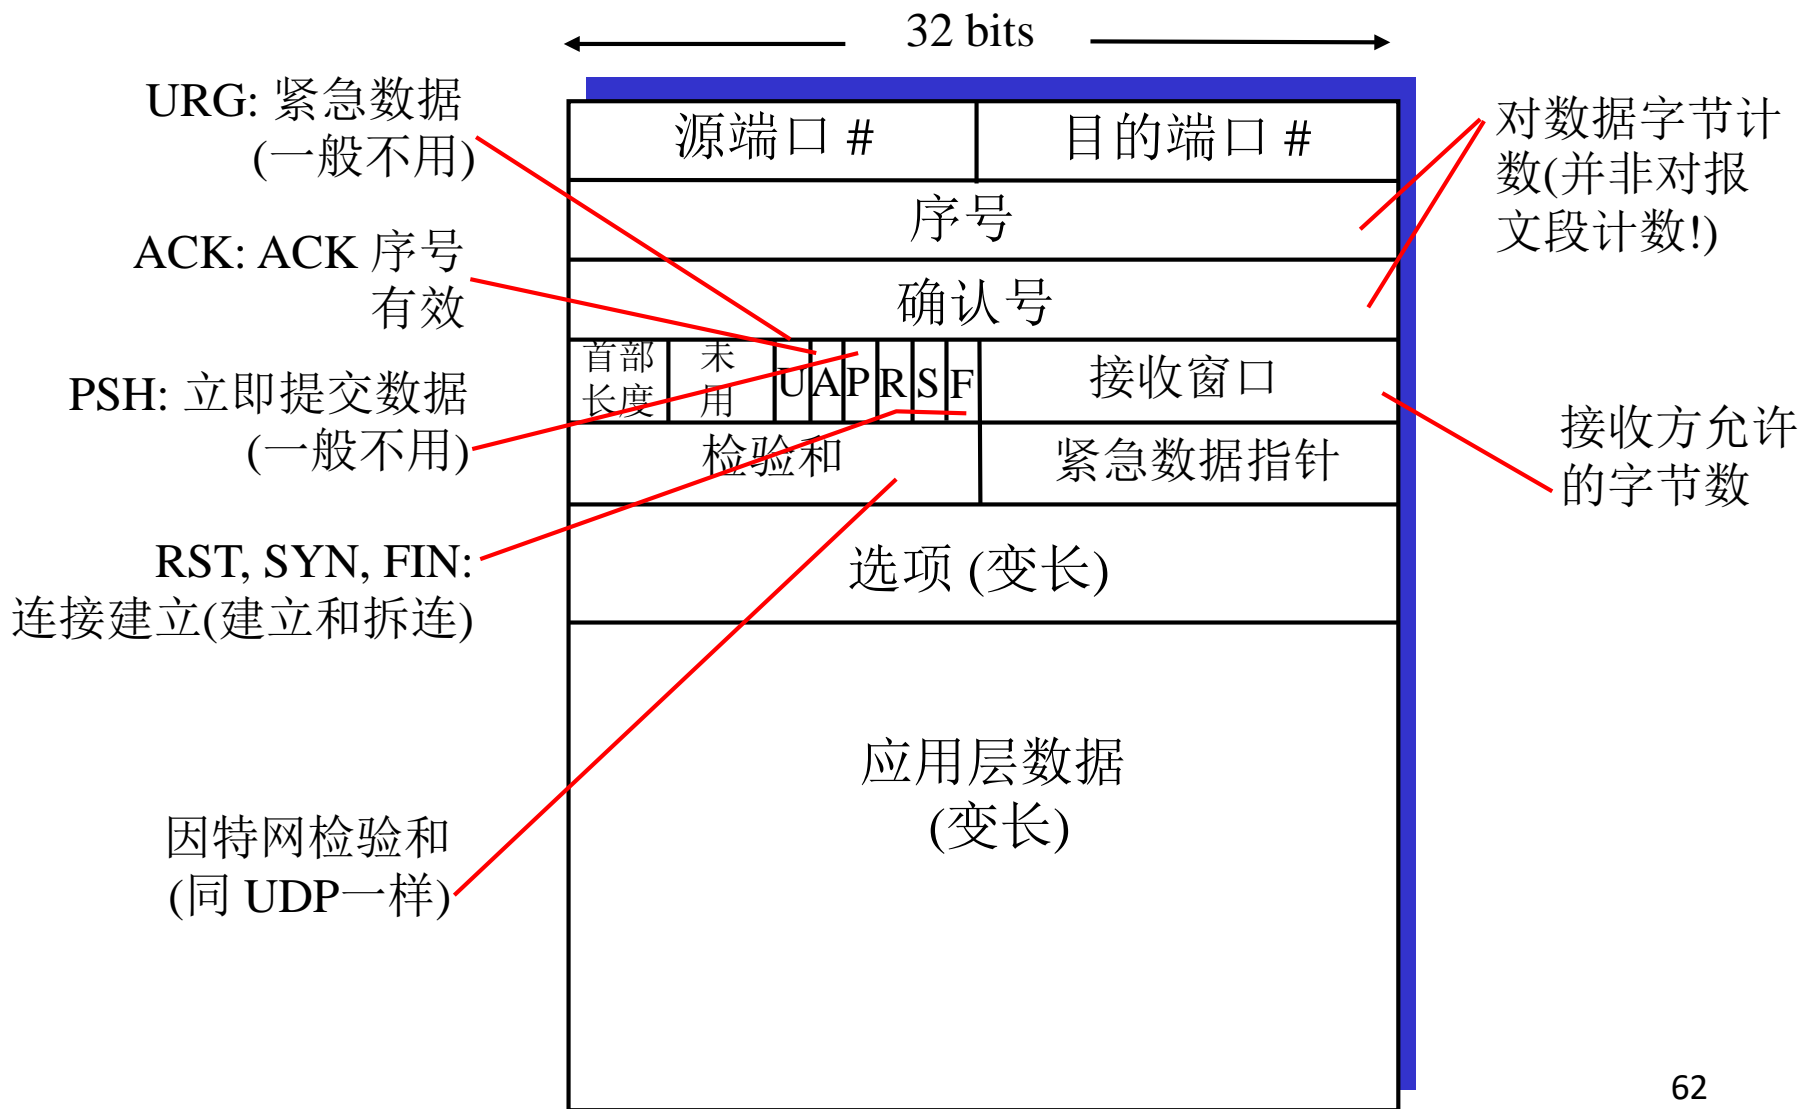 32 bits
URG: 紧急数据
(一般不用)
源端口 #
目的端口 #
对数据字节计
数(并非对报
文段计数!)
序号
ACK: ACK 序号
有效
确认号
首部
长度
未
用
U
A
P
R
S
F
接收窗口
PSH: 立即提交数据
(一般不用)
接收方允许
的字节数
检验和
紧急数据指针
RST, SYN, FIN:
连接建立(建立和拆连)
选项 (变长)
应用层数据
(变长)
因特网检验和
(同 UDP一样)
62